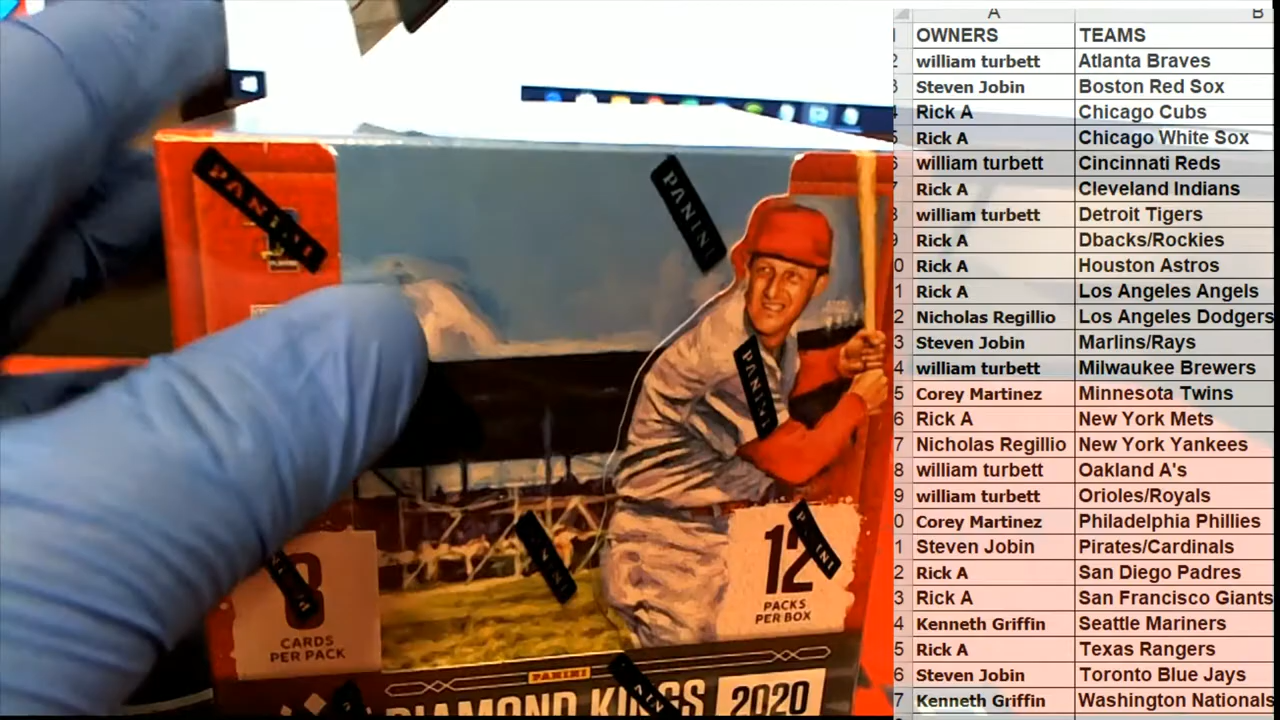 PANINI
PANINI
PANINI
PANINI
8
CARDS
PER PACK
12
PACKS
PER BOX
PANINI
DIAMOND KINGS 2020
A B
OWNERS TEAMS
william turbett Atlanta Braves
Steven Jobin Boston Red Sox
Rick A Chicago Cubs
Rick A Chicago White Sox
william turbett Cincinnati Reds
Rick A Cleveland Indians
william turbett Detroit Tigers
Rick A Dbacks/Rockies
Rick A Houston Astros
Rick A Los Angeles Angels
Nicholas Regillio Los Angeles Dodgers
Steven Jobin Marlins/Rays
william turbett Milwaukee Brewers
Corey Martinez Minnesota Twins
Rick A New York Mets
Nicholas Regillio New York Yankees
william turbett Oakland A's
william turbett Orioles/Royals
Corey Martinez Philadelphia Phillies
Steven Jobin Pirates/Cardinals
Rick A San Diego Padres
Rick A San Francisco Giants
Kenneth Griffin Seattle Mariners
Rick A Texas Rangers
Steven Jobin Toronto Blue Jays
Kenneth Griffin Washington Nationals